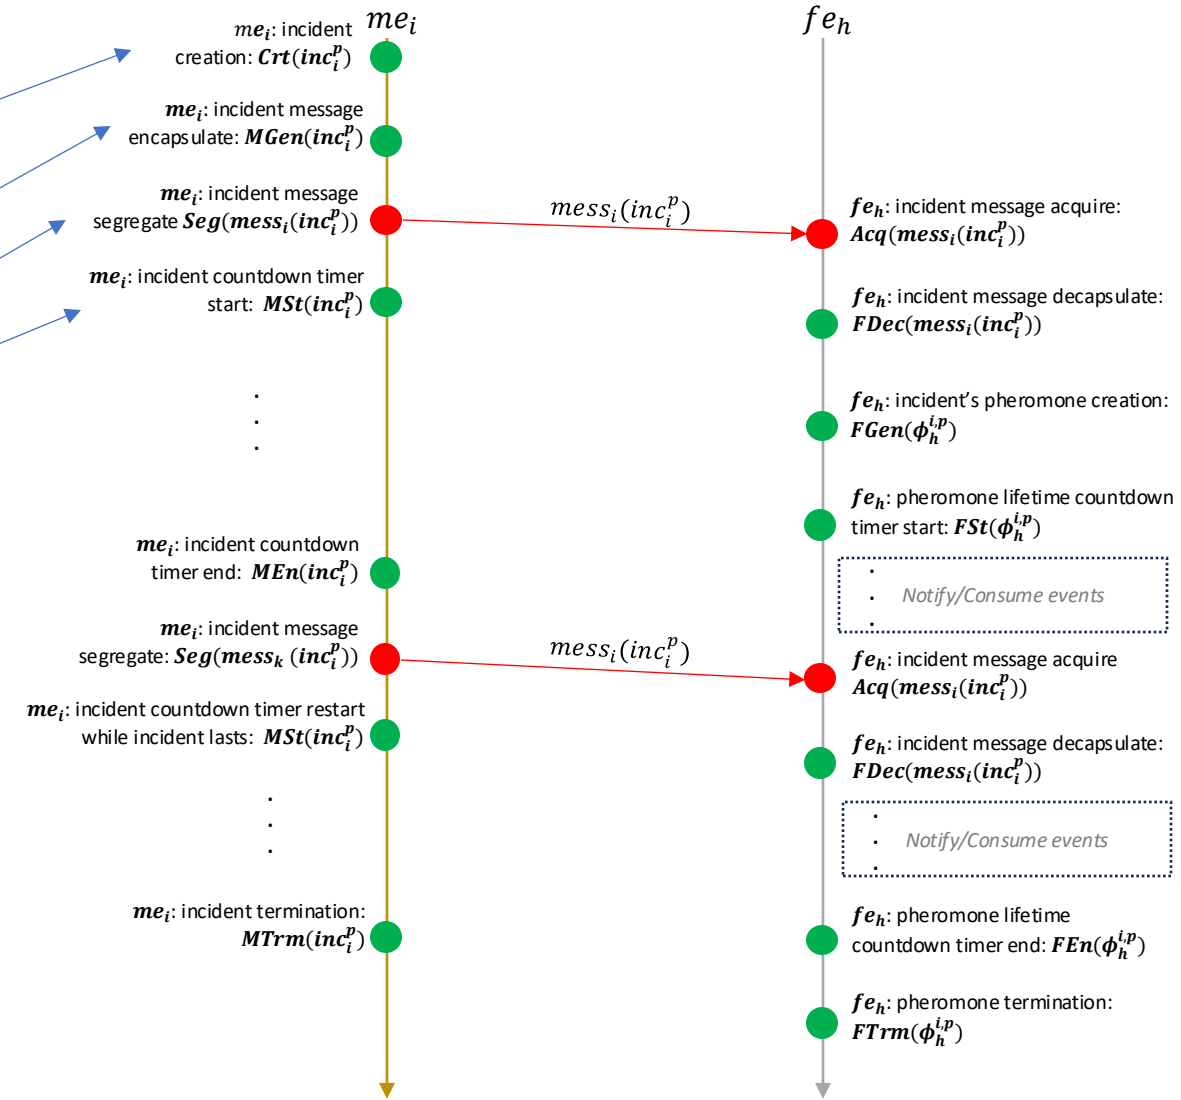 me_i
fe_h
me_i: incident
creation: Crt(inc_i^p)
me_i: incident message
encapsulate: MGen(inc_i^p)
me_i: incident message
segregate Seg(mess_i(inc_i^p))
mess_i(inc_i^p)
fe_h: incident message acquire:
Acq(mess_i(inc_i^p))
me_i: incident countdown timer
start: MSt(inc_i^p)
fe_h: incident message decapsulate:
FDec(mess_i(inc_i^p))
.
.
.
fe_h: incident’s pheromone creation:
FGen(ϕ_h^{i,p})
fe_h: pheromone lifetime countdown
timer start: FSt(ϕ_h^{i,p})
me_i: incident countdown
timer end: MEn(inc_i^p)
.
. Notify/Consume events
.
me_i: incident message
segregate: Seg(mess_k (inc_i^p))
mess_i(inc_i^p)
fe_h: incident message acquire
Acq(mess_i(inc_i^p))
me_i: incident countdown timer restart
while incident lasts: MSt(inc_i^p)
fe_h: incident message decapsulate:
FDec(mess_i(inc_i^p))
.
.
.
.
. Notify/Consume events
.
me_i: incident termination:
MTrm(inc_i^p)
fe_h: pheromone lifetime
countdown timer end: FEn(ϕ_h^{i,p})
fe_h: pheromone termination:
FTrm(ϕ_h^{i,p})